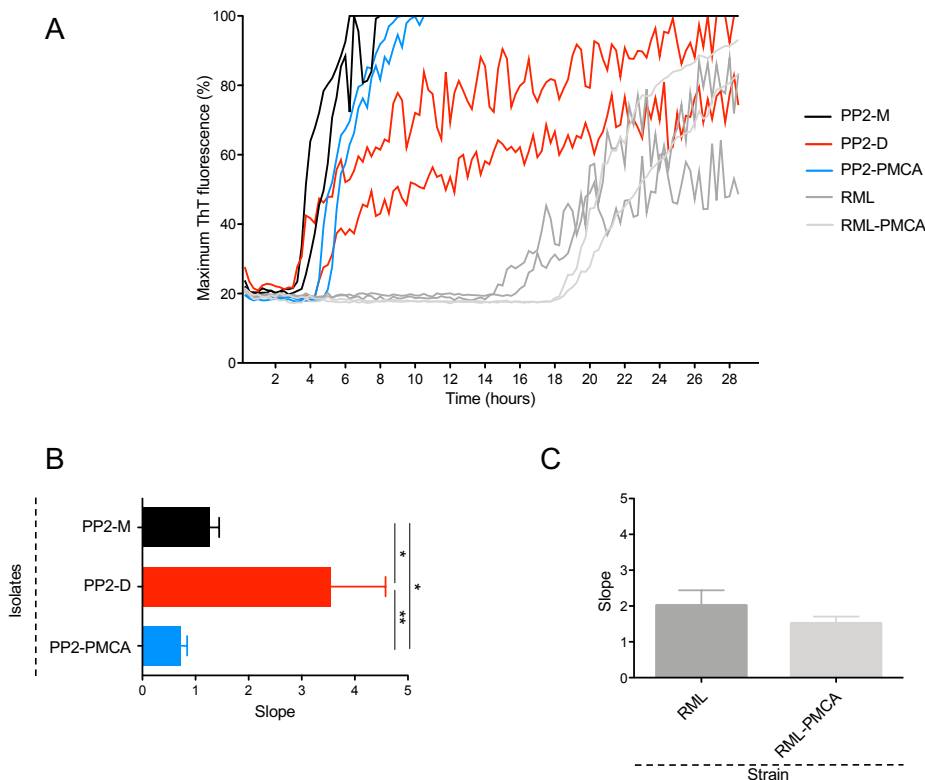 A
Maximum ThT fluorescence (%)
100
80
60
40
20
0
2 4 6 8 10 12 14 16 18 20 22 24 26 28
Time (hours)
PP2-M
PP2-D
PP2-PMCA
RML
RML-PMCA
B
Isolates
PP2-M
PP2-D
PP2-PMCA
*
*
**
0 1 2 3 4 5
Slope
C
Slope
5
4
3
2
1
0
RML
RML-PMCA
Strain